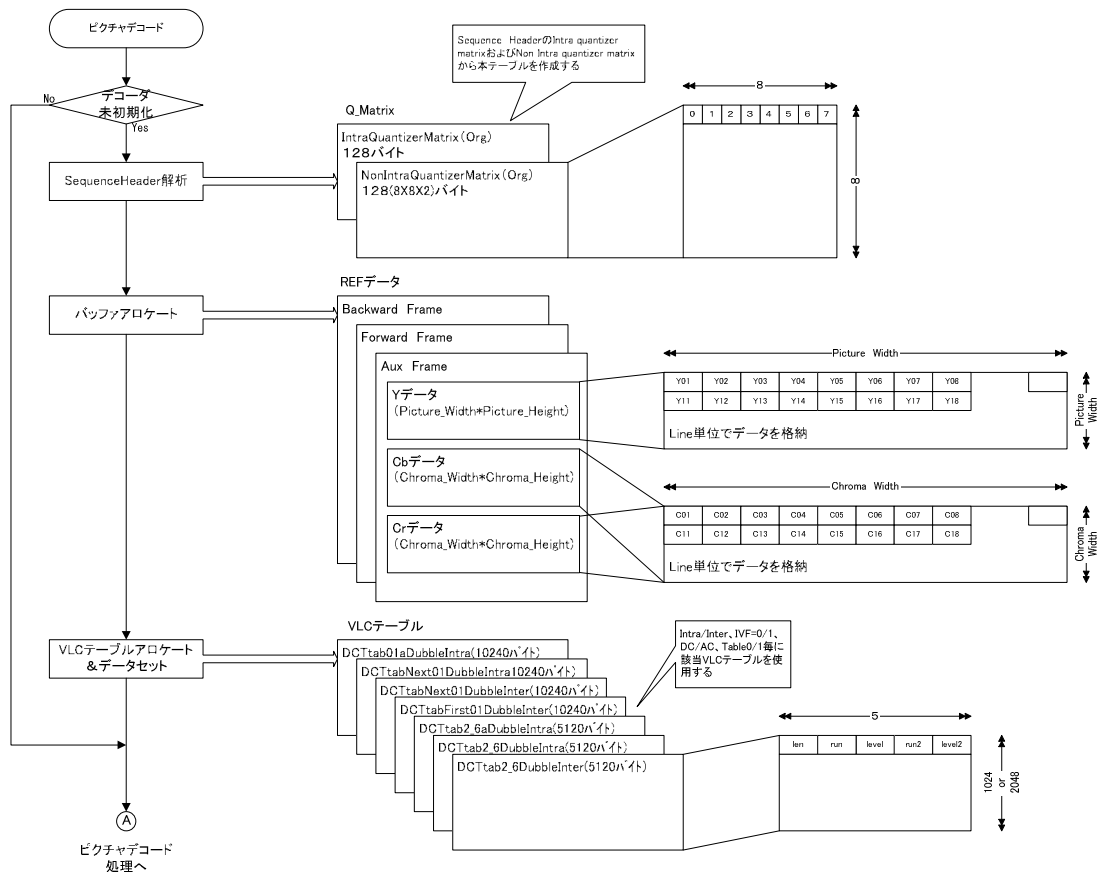 ピクチャデコード
デコーダ
未初期化
No
Yes
SequenceHeader解析
バッファアロケート
VLCテーブルアロケート
＆データセット
A
ピクチャデコード
処理へ
Sequence HeaderのIntra quantizer
matrixおよびNon Intra quantizer matrix
から本テーブルを作成する
Q_Matrix
IntraQuantizerMatrix(Org)
128バイト
NonIntraQuantizerMatrix(Org)
128(8X8X2)バイト
8
0 1 2 3 4 5 6 7
8
REFデータ
Backward Frame
Forward Frame
Aux Frame
Yデータ
(Picture_Width*Picture_Height)
Cbデータ
(Chroma_Width*Chroma_Height)
Crデータ
(Chroma_Width*Chroma_Height)
Picture Width
Y01 Y02 Y03 Y04 Y05 Y06 Y07 Y08
Y11 Y12 Y13 Y14 Y15 Y16 Y17 Y18
Line単位でデータを格納
Picture
Width
Chroma Width
C01 C02 C03 C04 C05 C06 C07 C08
C11 C12 C13 C14 C15 C16 C17 C18
Line単位でデータを格納
Chroma
Width
VLCテーブル
DCTtab01aDubbleIntra(10240バイト)
DCTtabNext01DubbleIntra10240バイト)
DCTtabNext01DubbleInter(10240バイト)
DCTtabFirst01DubbleInter(10240バイト)
DCTtab2_6aDubbleIntra(5120バイト)
DCTtab2_6DubbleIntra(5120バイト)
DCTtab2_6DubbleInter(5120バイト)
Intra/Inter、IVF=0/1、
DC/AC、Table0/1毎に
該当VLCテーブルを使
用する
5
len run level run2 level2
1024
or
2048